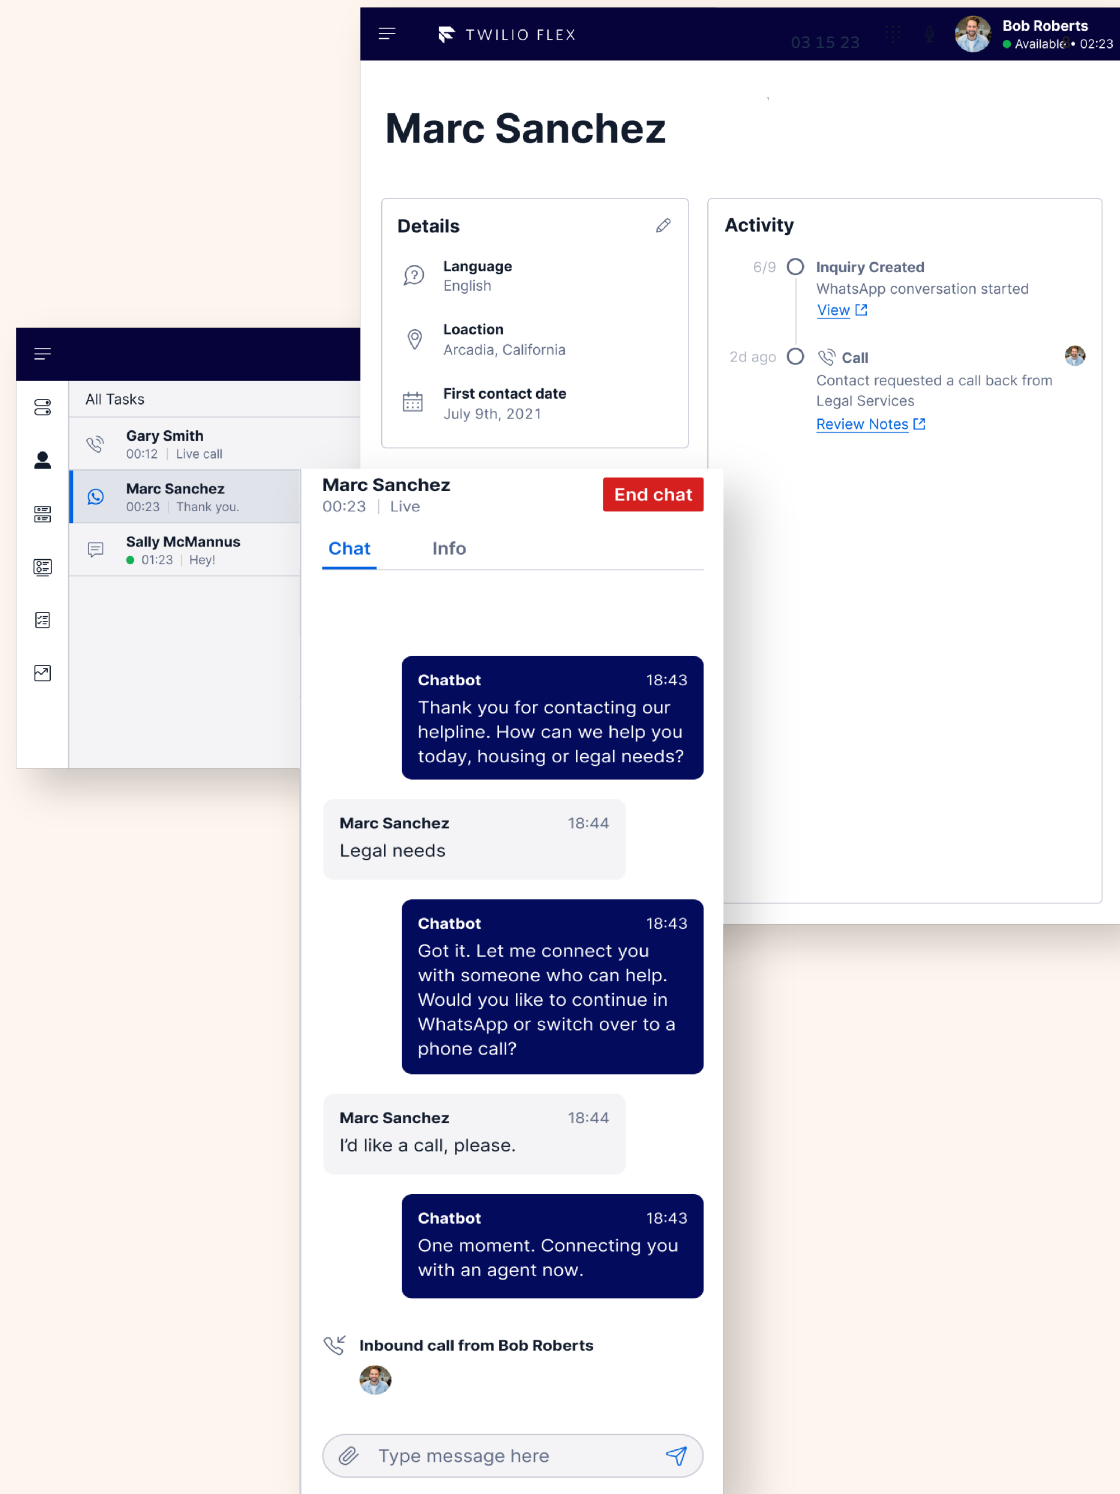 TWILIO FLEX
03 15 23
Bob Roberts
Available • 02:23
Marc Sanchez
Details
Language
English
Loaction
Arcadia, California
First contact date
July 9th, 2021
Activity
6/9
Inquiry Created
WhatsApp conversation started
View
2d ago
Call
Contact requested a call back from
Legal Services
Review Notes
All Tasks
Gary Smith
00:12 | Live call
Marc Sanchez
00:23 | Thank you.
Sally McMannus
01:23 | Hey!
Marc Sanchez
00:23 | Live
End chat
Chat Info
Chatbot 18:43
Thank you for contacting our
helpline. How can we help you
today, housing or legal needs?
Marc Sanchez 18:44
Legal needs
Chatbot 18:43
Got it. Let me connect you
with someone who can help.
Would you like to continue in
WhatsApp or switch over to a
phone call?
Marc Sanchez 18:44
I'd like a call, please.
Chatbot 18:43
One moment. Connecting you
with an agent now.
Inbound call from Bob Roberts
Type message here